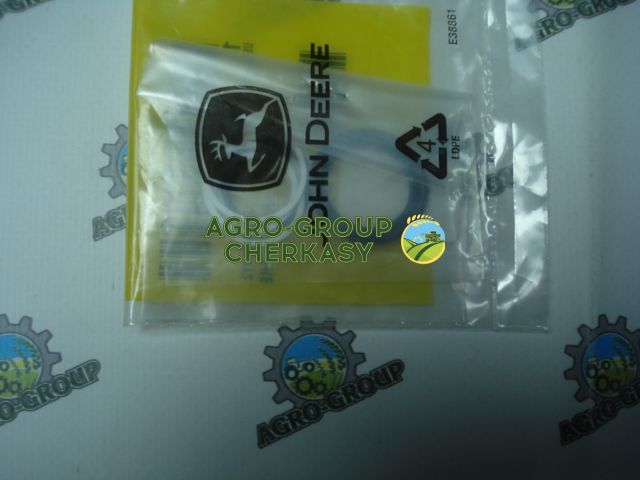 AGRO-GROUP
E38861
JOHN DEERE
4
LDPE
AGRO-GROUP
CHERKASY
AGRO-GROUP
AGRO-GROUP
AGRO-GROUP